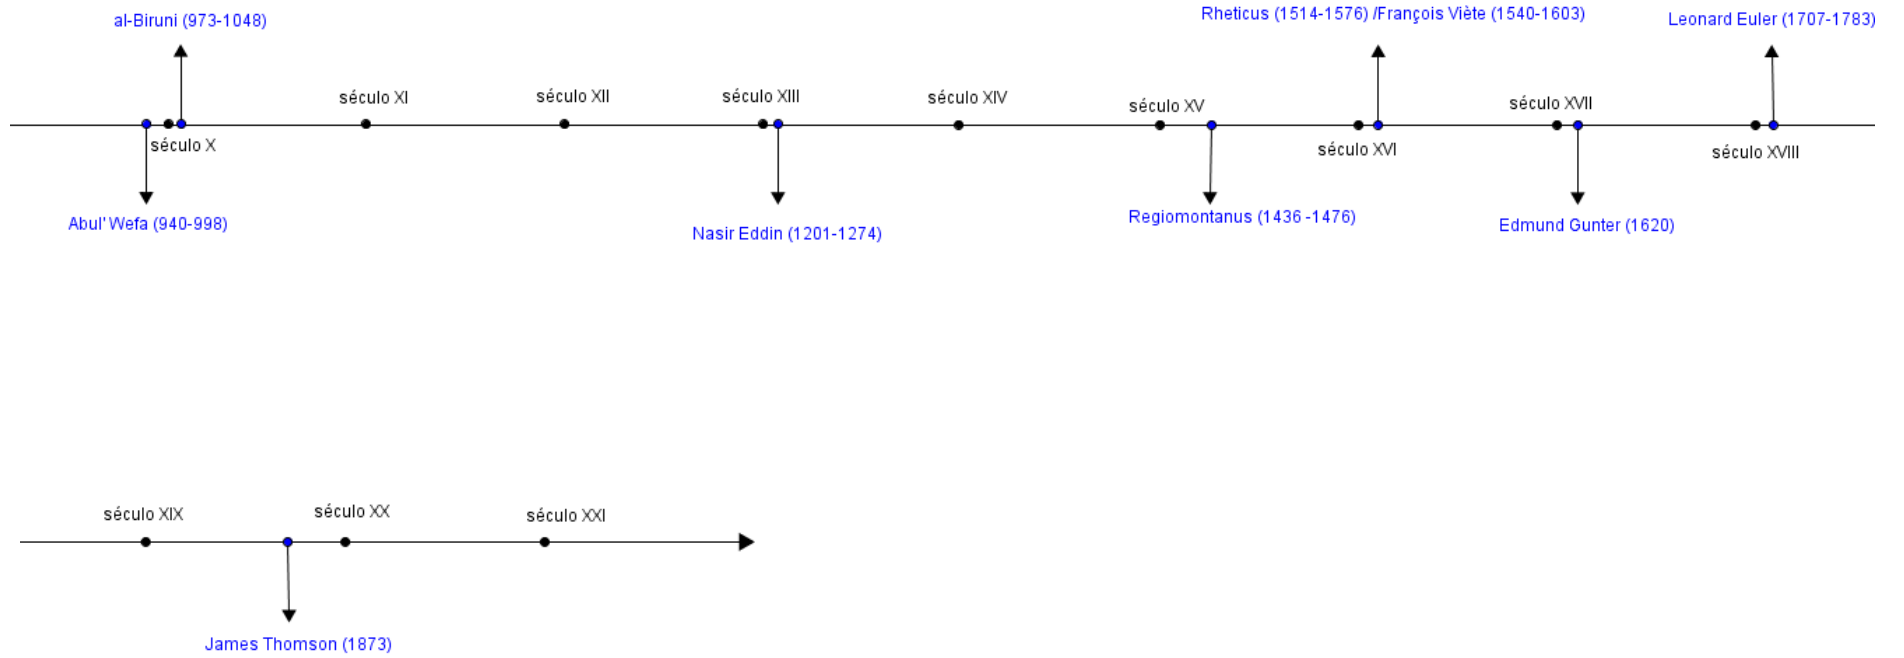 al-Biruni (973-1048)
Rheticus (1514-1576) /François Viète (1540-1603)
Leonard Euler (1707-1783)
século X
século XI
século XII
século XIII
século XIV
século XV
século XVI
século XVII
século XVIII
Abul' Wefa (940-998)
Nasir Eddin (1201-1274)
Regiomontanus (1436 -1476)
Edmund Gunter (1620)
século XIX
século XX
século XXI
James Thomson (1873)